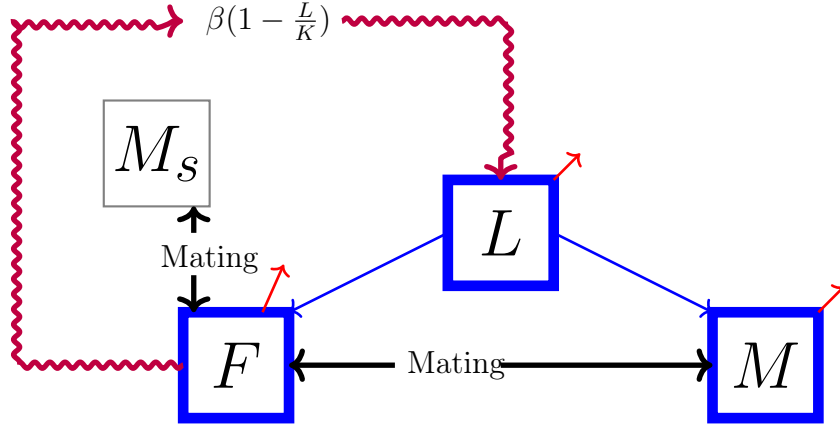 β(1 − L/K)
M_s
L
Mating
F
Mating
M